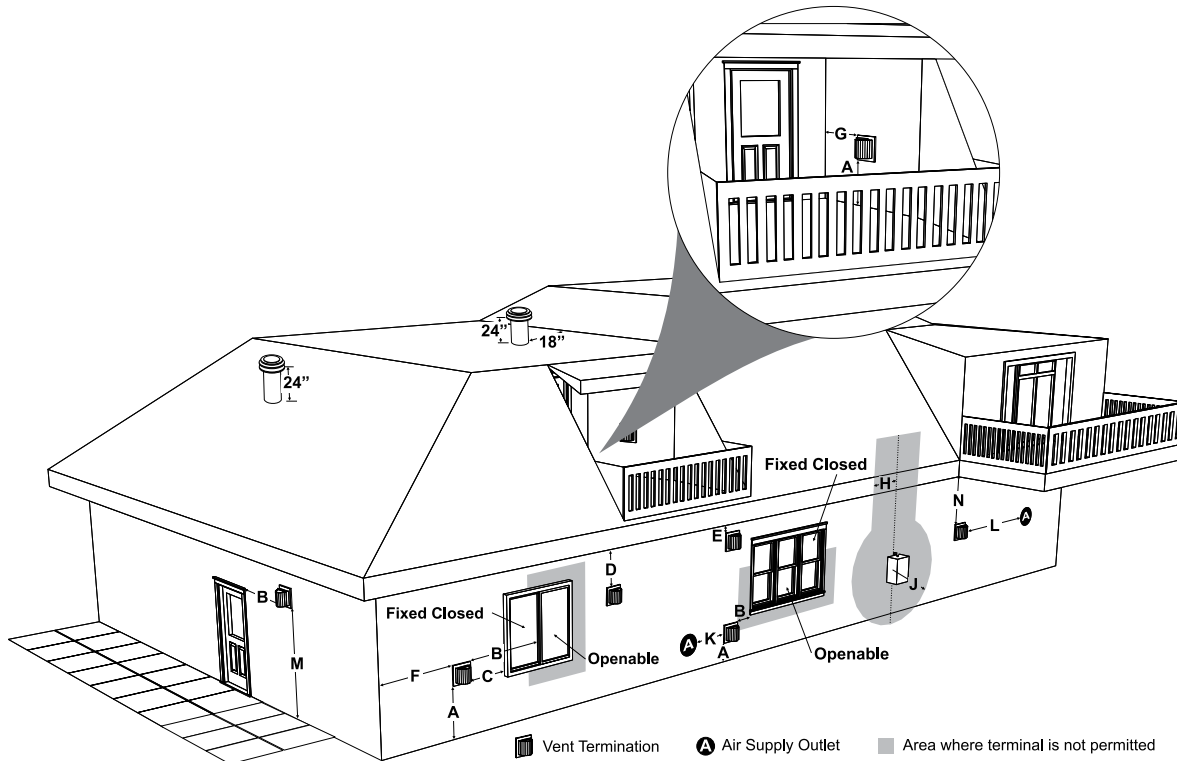 G
A
24”
18”
24”
Fixed Closed
H
N
L
A
E
D
B
Fixed Closed
J
B
M
F
B
C
Openable
A
K
A
Openable
A
Vent Termination
A Air Supply Outlet
Area where terminal is not permitted